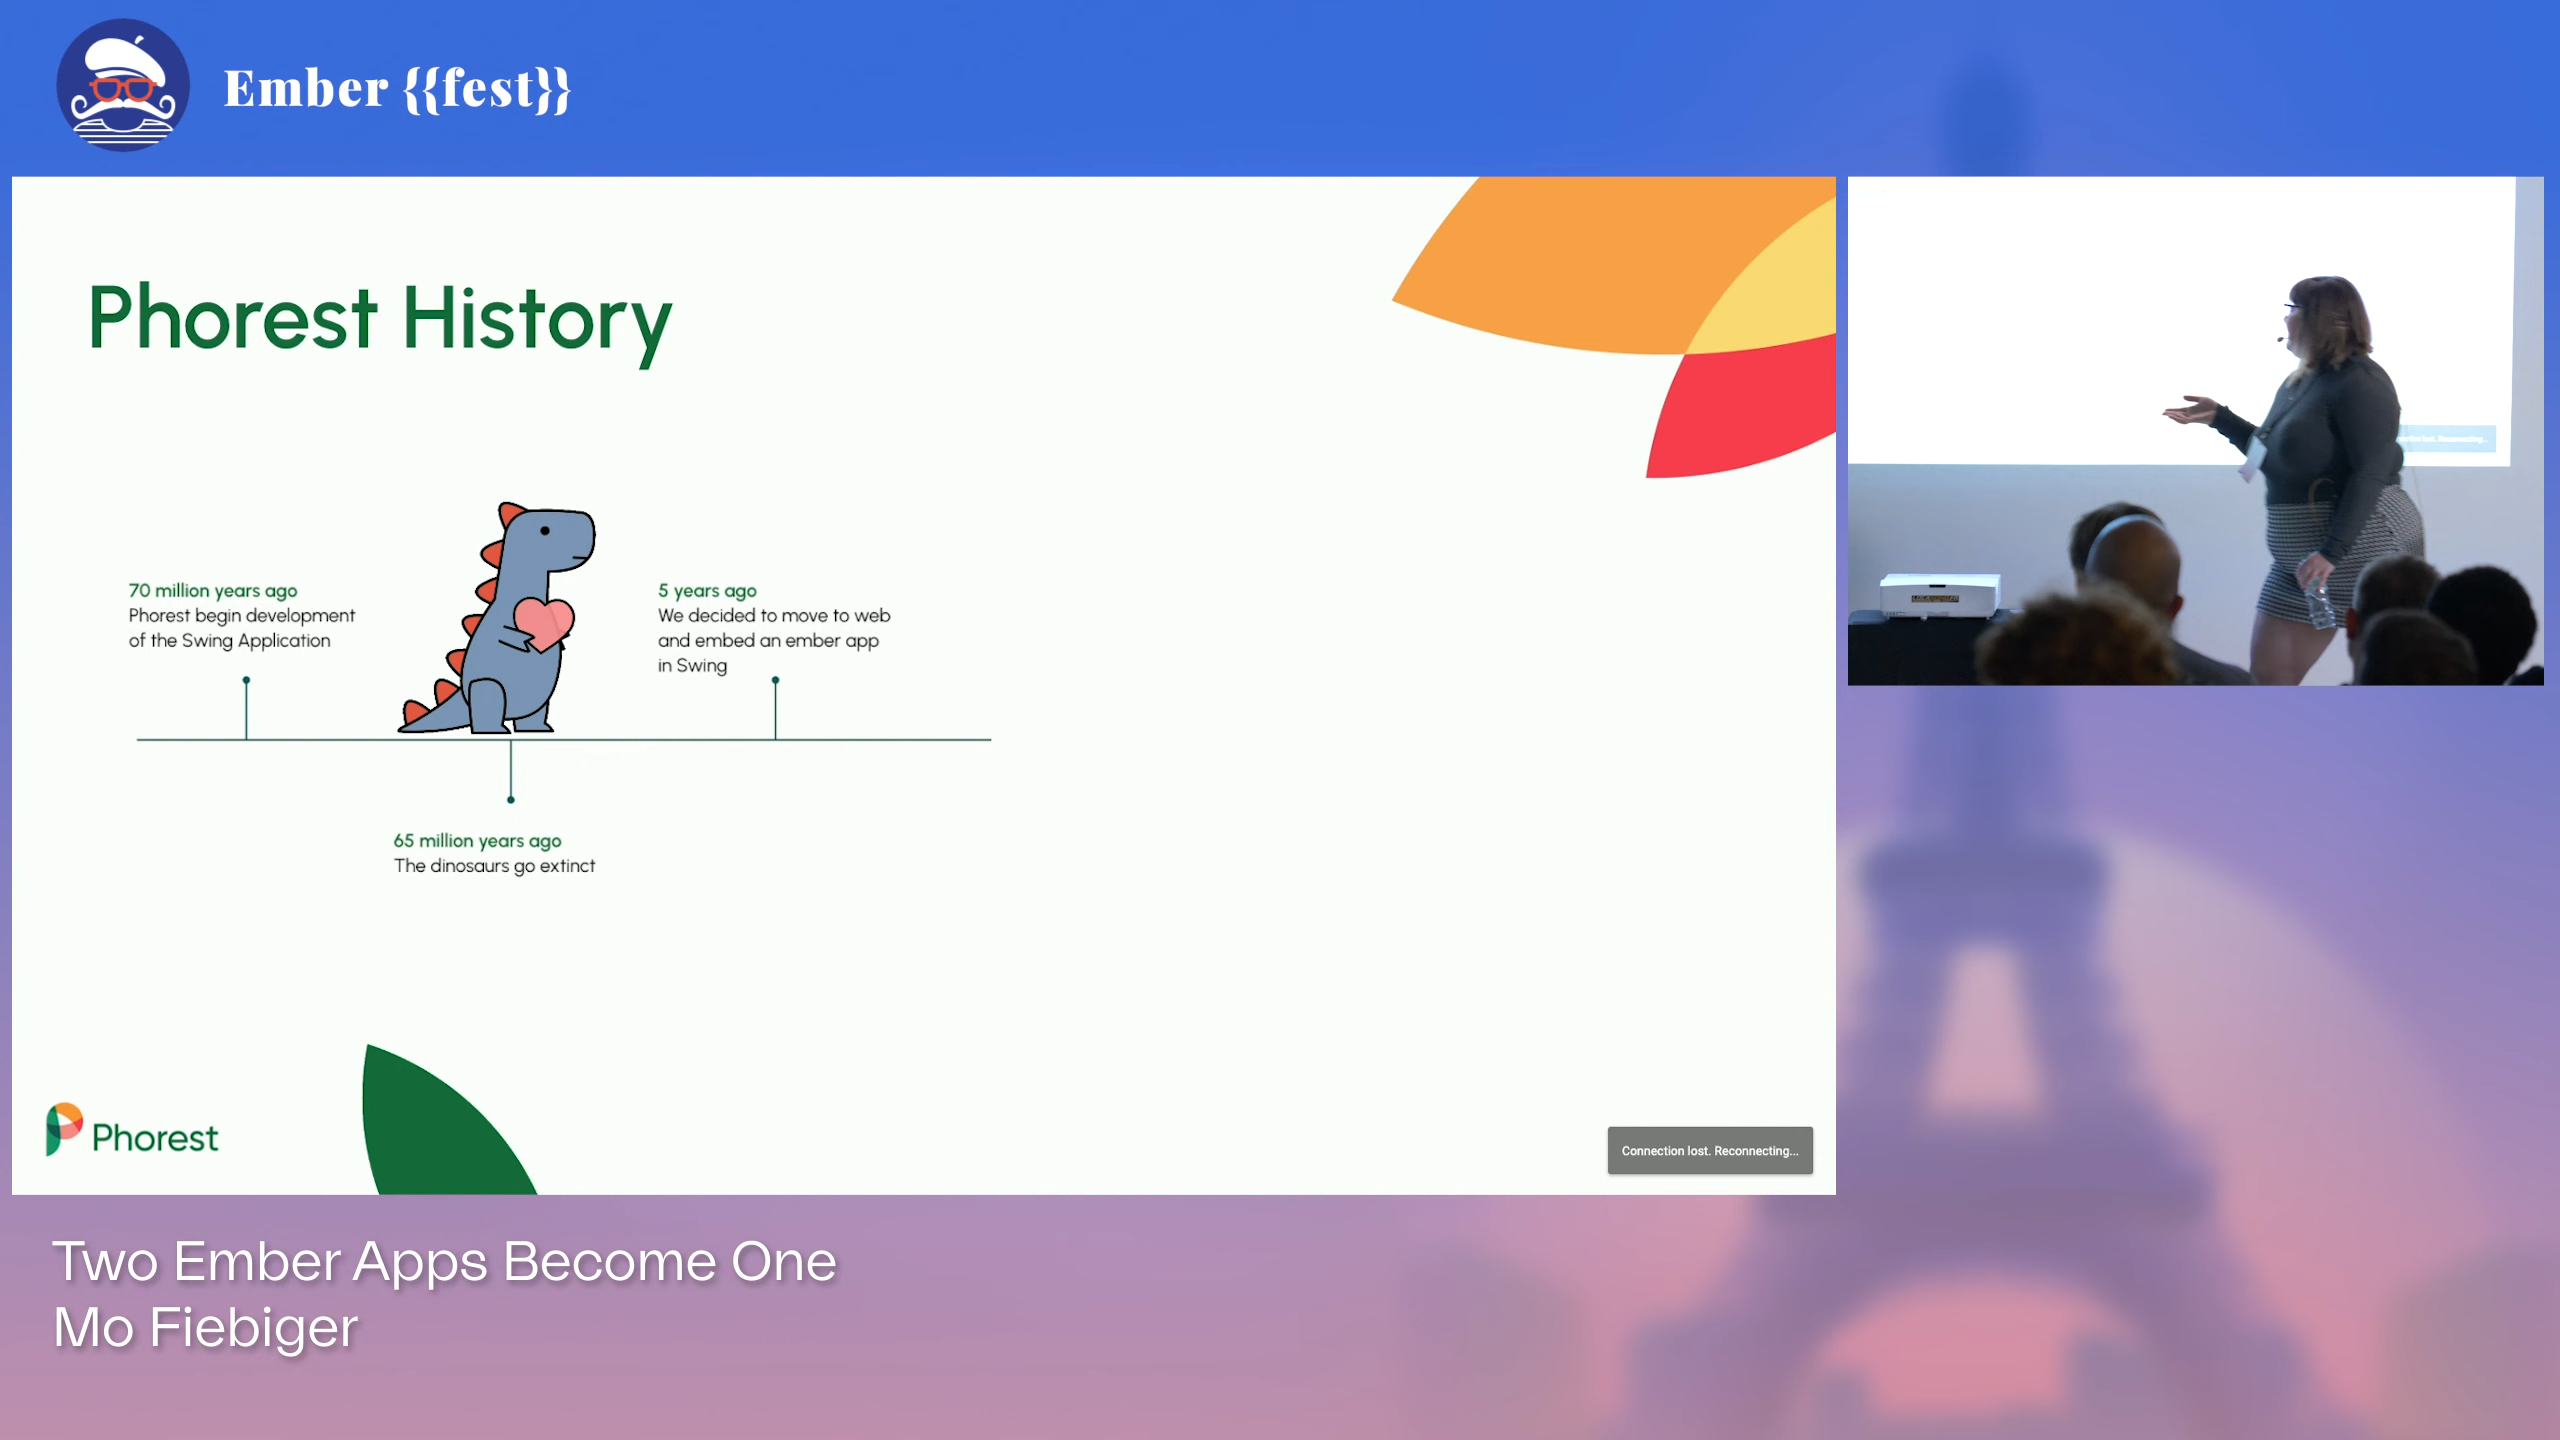 Ember {{fest}}
Phorest History
70 million years ago
Phorest begin development
of the Swing Application
5 years ago
We decided to move to web
and embed an ember app
in Swing
65 million years ago
The dinosaurs go extinct
Phorest
Connection lost. Reconnecting...
Two Ember Apps Become One
Mo Fiebiger